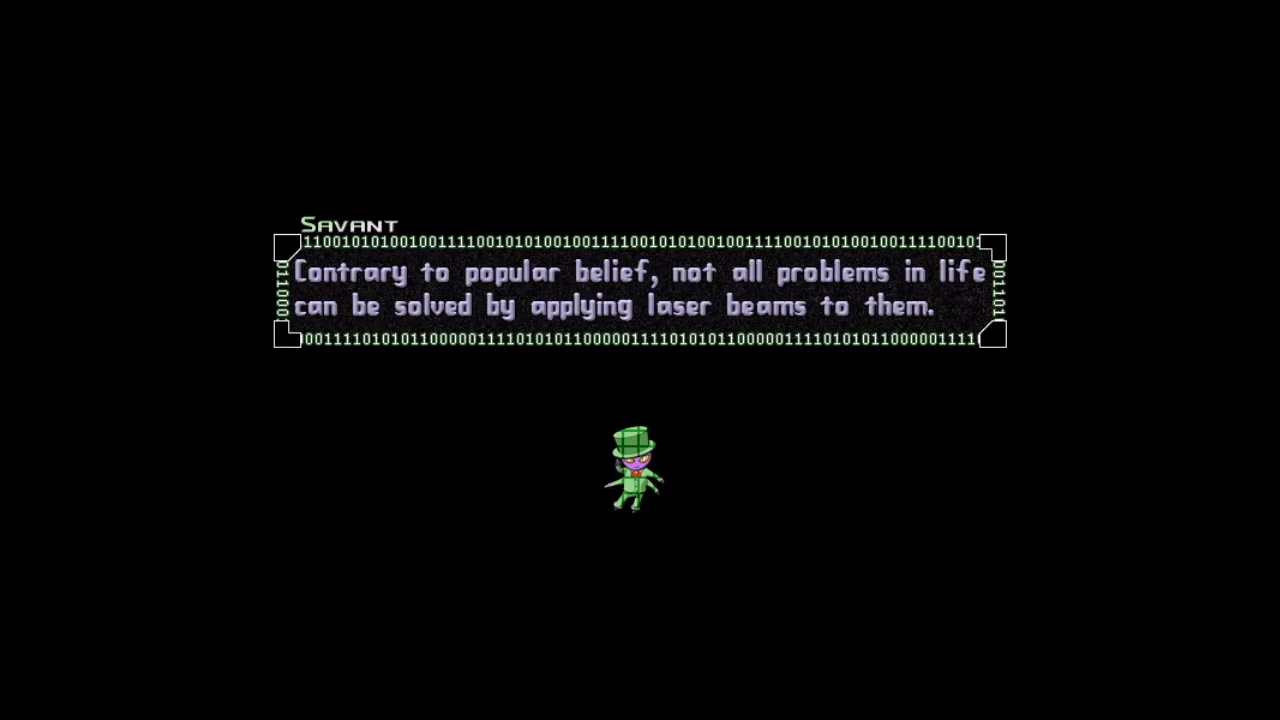 Savant
11001010100100111100101010010011110010101001001111001010100100111100101
Contrary to popular belief, not all problems in life
can be solved by applying laser beams to them.